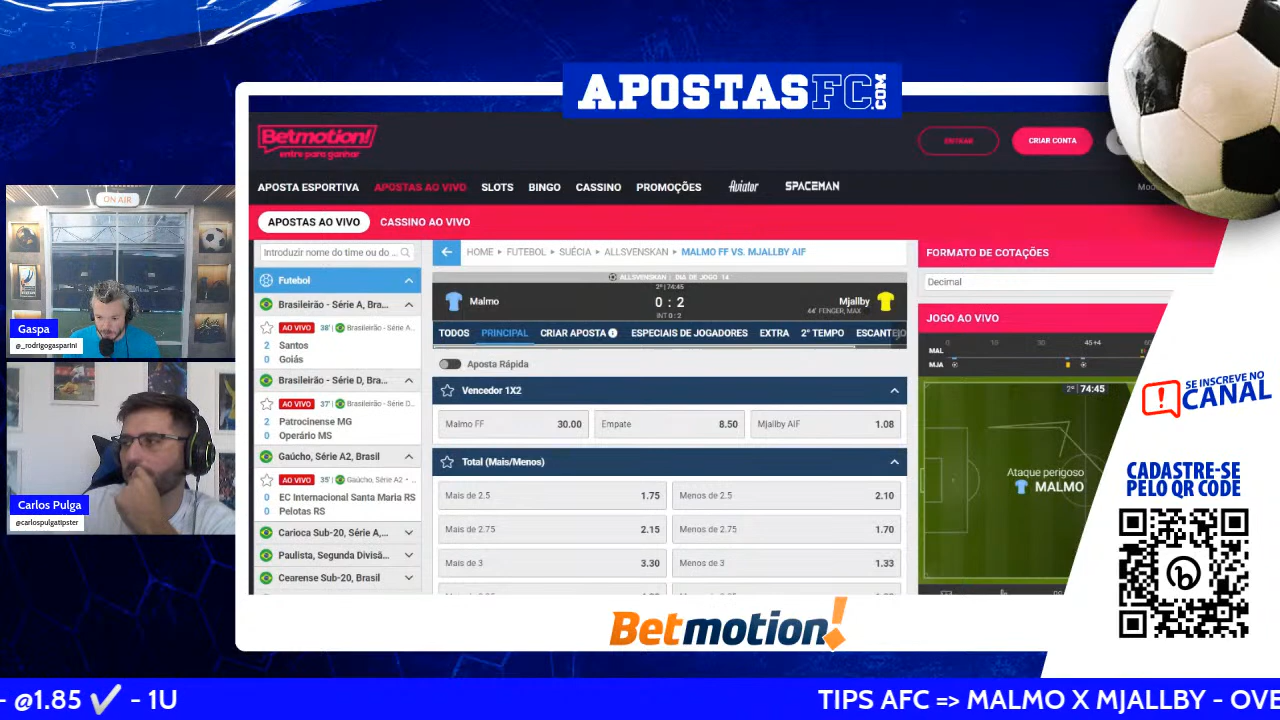 APOSTASFC.COM
Betmotion!
entre para ganhar
ENTRAR
CRIAR CONTA
APOSTA ESPORTIVA
APOSTAS AO VIVO
SLOTS
BINGO
CASSINO
PROMOÇÕES
Aviator
SPACEMAN
APOSTAS AO VIVO
CASSINO AO VIVO
ON AIR
Gaspa
@_rodrigogasparini
Carlos Pulga
@carlospulgatipster
Introduzir nome do time ou do ...
Futebol
Brasileirão - Série A, Bra...
AO VIVO 38' Brasileirão - Série A..
2 Santos
0 Goiás
Brasileirão - Série D, Bra...
AO VIVO 37' Brasileirão - Série D..
2 Patrocinense MG
0 Operário MS
Gaúcho, Série A2, Brasil
AO VIVO 35' Gaúcho, Série A2 • ..
0 EC Internacional Santa Maria RS
0 Pelotas RS
Carioca Sub-20, Série A,...
Paulista, Segunda Divisã...
Cearense Sub-20, Brasil
HOME ▸ FUTEBOL ▸ SUÉCIA ▸ ALLSVENSKAN ▸ MALMO FF VS. MJALLBY AIF
ALLSVENSKAN | DIA DE JOGO 14
2º | 74:45
Malmo 0 : 2 Mjallby
INT 0 : 2
44' FENGER, MAX
TODOS PRINCIPAL CRIAR APOSTA ESPECIAIS DE JOGADORES EXTRA 2° TEMPO ESCANTEIO
Aposta Rápida
Vencedor 1X2
Malmo FF 30.00 Empate 8.50 Mjallby AIF 1.08
Total (Mais/Menos)
Mais de 2.5 1.75 Menos de 2.5 2.10
Mais de 2.75 2.15 Menos de 2.75 1.70
Mais de 3 3.30 Menos de 3 1.33
FORMATO DE COTAÇÕES
Decimal
JOGO AO VIVO
0 15 30 45+4 60
MAL
MJA
2º 74:45
Ataque perigoso
MALMO
SE INSCREVE NO
CANAL
CADASTRE-SE
PELO QR CODE
Betmotion!
- @1.85 ✔ - 1U TIPS AFC => MALMO X MJALLBY - OVE